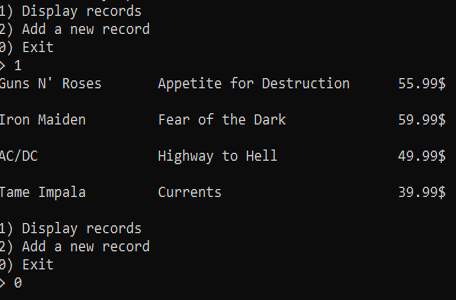 1) Display records
2) Add a new record
0) Exit
> 1
Guns N' Roses Appetite for Destruction 55.99$
Iron Maiden Fear of the Dark 59.99$
AC/DC Highway to Hell 49.99$
Tame Impala Currents 39.99$
1) Display records
2) Add a new record
0) Exit
> 0